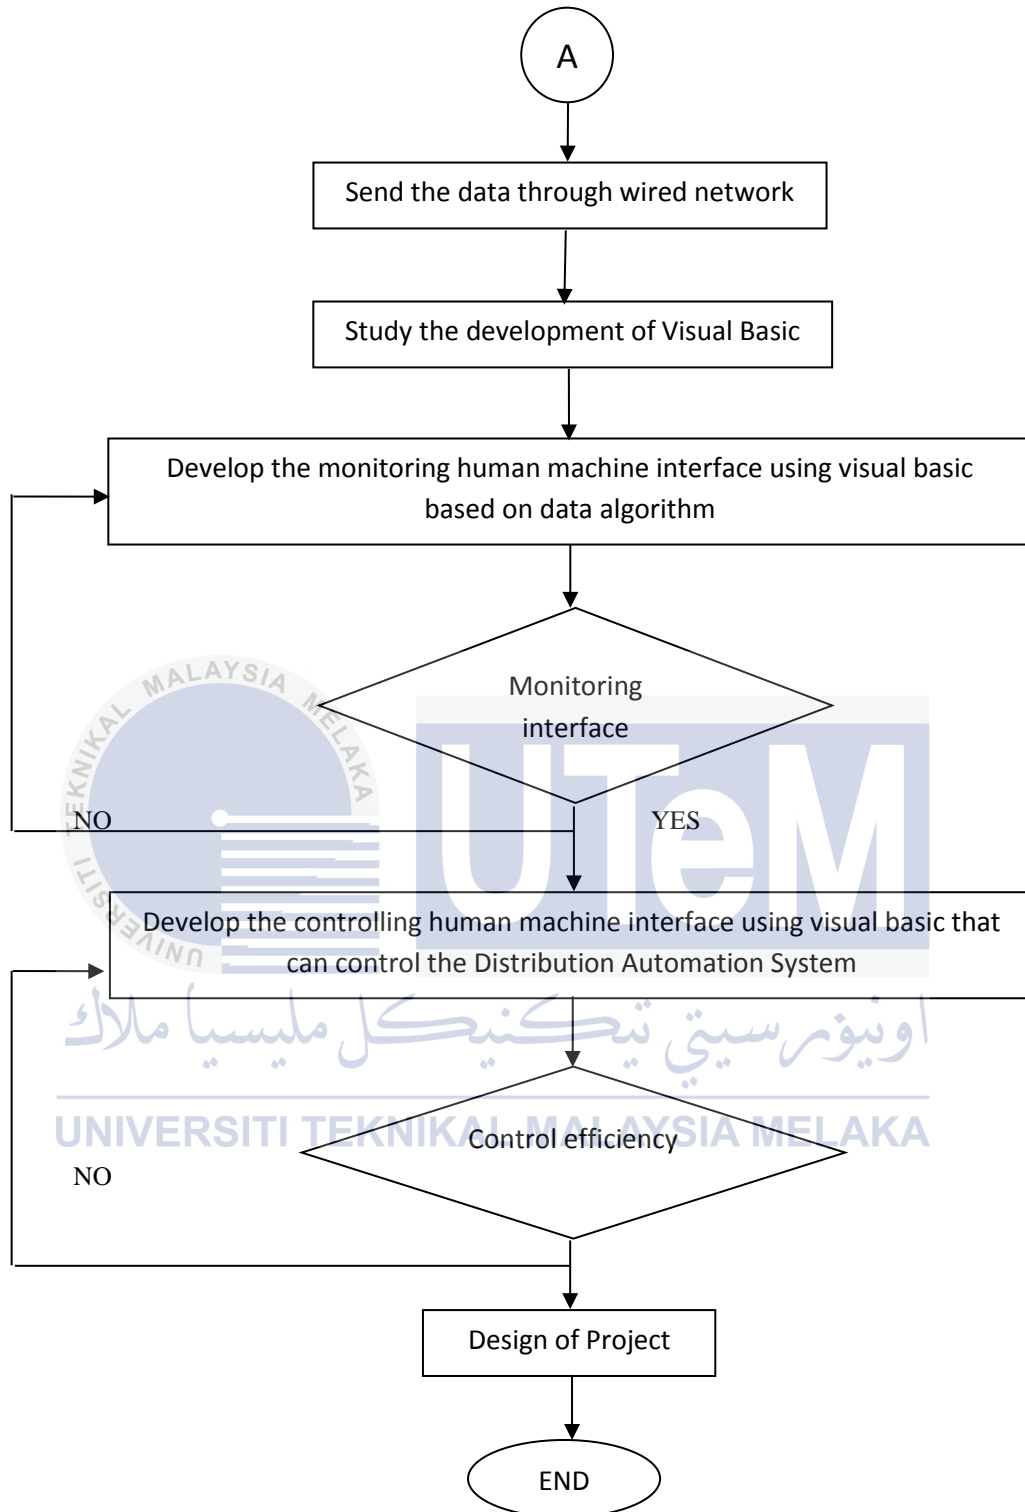 A
Send the data through wired network
Study the development of Visual Basic
Develop the monitoring human machine interface using visual basic
based on data algorithm
Monitoring
interface
NO
YES
Develop the controlling human machine interface using visual basic that
can control the Distribution Automation System
Control efficiency
NO
Design of Project
END
UNIVERSITI TEKNIKAL MALAYSIA MELAKA
UTeM
اونيۏرسيتي تيكنيكل مليسيا ملاك
UNIVERSITI TEKNIKAL MALAYSIA MELAKA